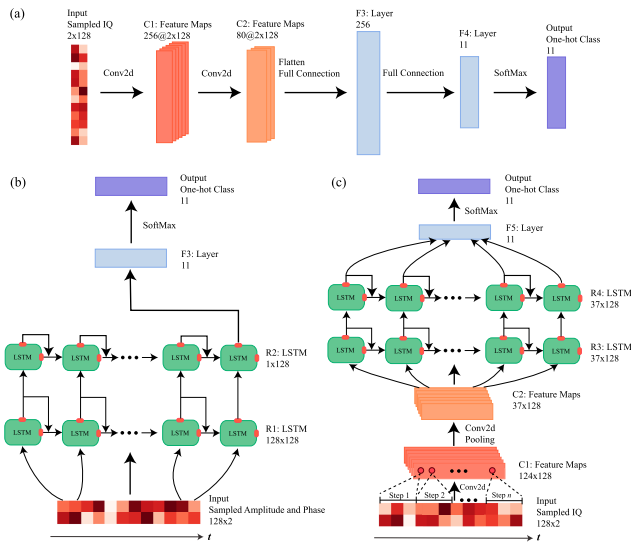 (a)
Input
Sampled IQ
2x128
Conv2d
C1: Feature Maps
256@2x128
Conv2d
C2: Feature Maps
80@2x128
Flatten
Full Connection
F3: Layer
256
Full Connection
F4: Layer
11
SoftMax
Output
One-hot Class
11
(b)
Output
One-hot Class
11
SoftMax
F3: Layer
11
LSTM
LSTM
LSTM
LSTM
R2: LSTM
1x128
LSTM
LSTM
LSTM
LSTM
R1: LSTM
128x128
Input
Sampled Amplitude and Phase
128x2
t
(c)
Output
One-hot Class
11
SoftMax
F5: Layer
11
LSTM
LSTM
LSTM
LSTM
R4: LSTM
37x128
LSTM
LSTM
LSTM
LSTM
R3: LSTM
37x128
C2: Feature Maps
37x128
Conv2d
Pooling
C1: Feature Maps
124x128
Conv2d
Step 1
Step 2
Step n
Input
Sampled IQ
128x2
t